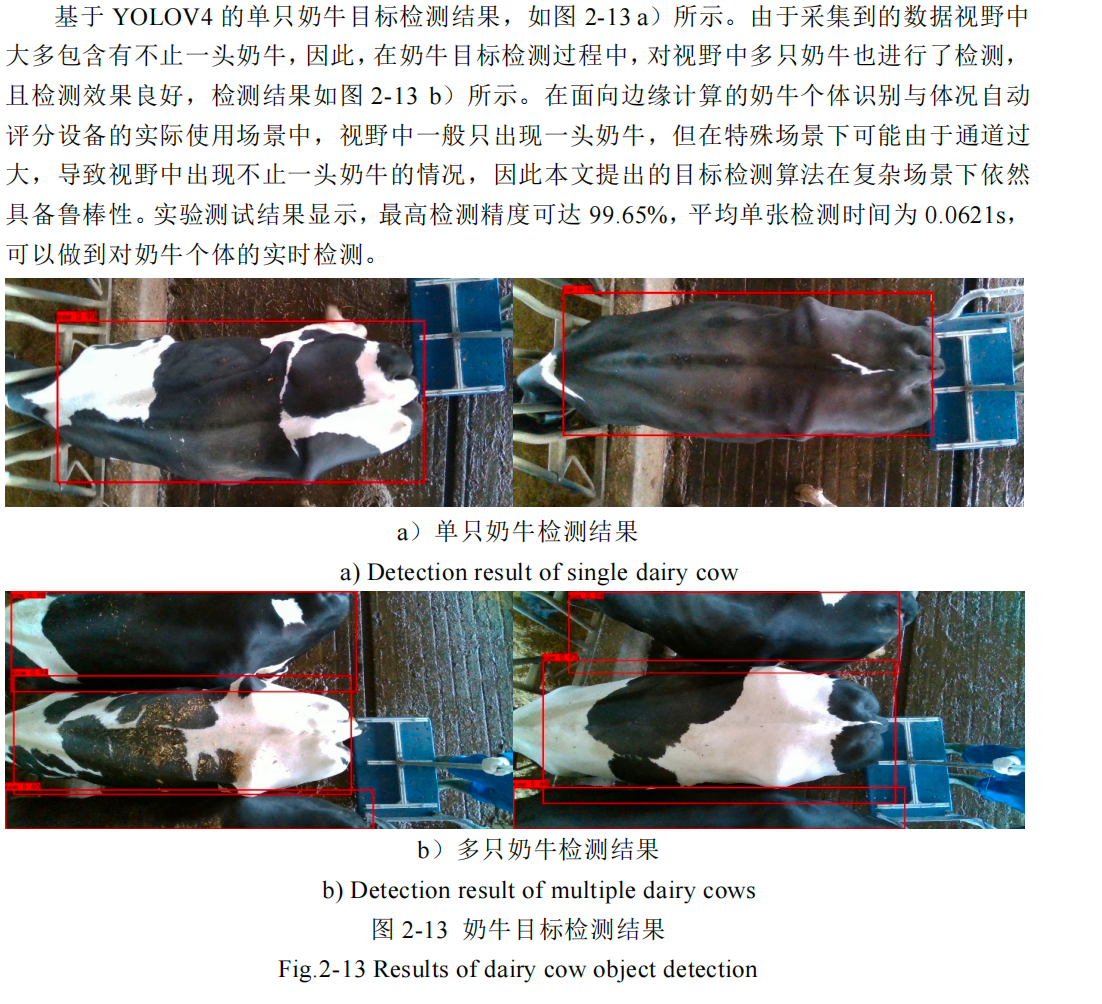 基于 YOLOV4 的单只奶牛目标检测结果，如图 2-13 a）所示。由于采集到的数据视野中
大多包含有不止一头奶牛，因此，在奶牛目标检测过程中，对视野中多只奶牛也进行了检测，
且检测效果良好，检测结果如图 2-13 b）所示。在面向边缘计算的奶牛个体识别与体况自动
评分设备的实际使用场景中，视野中一般只出现一头奶牛，但在特殊场景下可能由于通道过
大，导致视野中出现不止一头奶牛的情况，因此本文提出的目标检测算法在复杂场景下依然
具备鲁棒性。实验测试结果显示，最高检测精度可达 99.65%，平均单张检测时间为 0.0621s，
可以做到对奶牛个体的实时检测。
a）单只奶牛检测结果
a) Detection result of single dairy cow
b）多只奶牛检测结果
b) Detection result of multiple dairy cows
图 2-13 奶牛目标检测结果
Fig.2-13 Results of dairy cow object detection